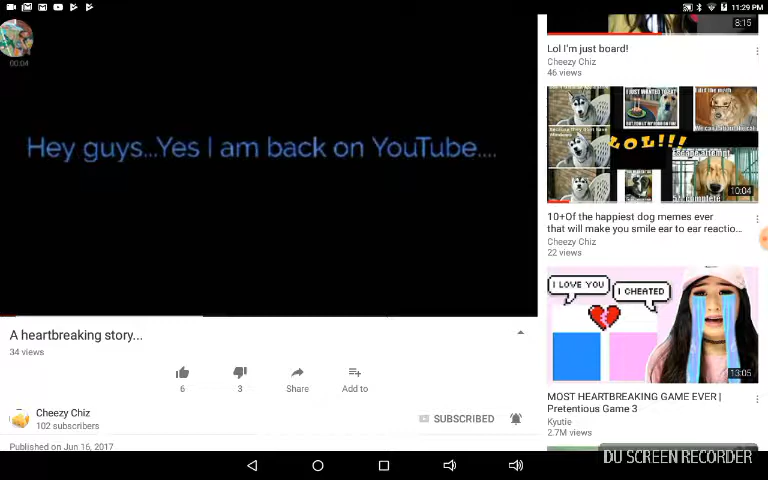 11:29 PM
00:04
Hey guys...Yes I am back on YouTube....
A heartbreaking story...
34 views
6
3
Share
Add to
Cheezy Chiz
102 subscribers
SUBSCRIBED
Published on Jun 16, 2017
8:15
Lol I'm just board!
Cheezy Chiz
46 views
I JUST WANTED TO EAT
LOL!!!
10:04
10+Of the happiest dog memes ever
that will make you smile ear to ear reactio...
Cheezy Chiz
22 views
I LOVE YOU
I CHEATED
13:05
MOST HEARTBREAKING GAME EVER |
Pretentious Game 3
Kyutie
2.7M views
DU SCREEN RECORDER